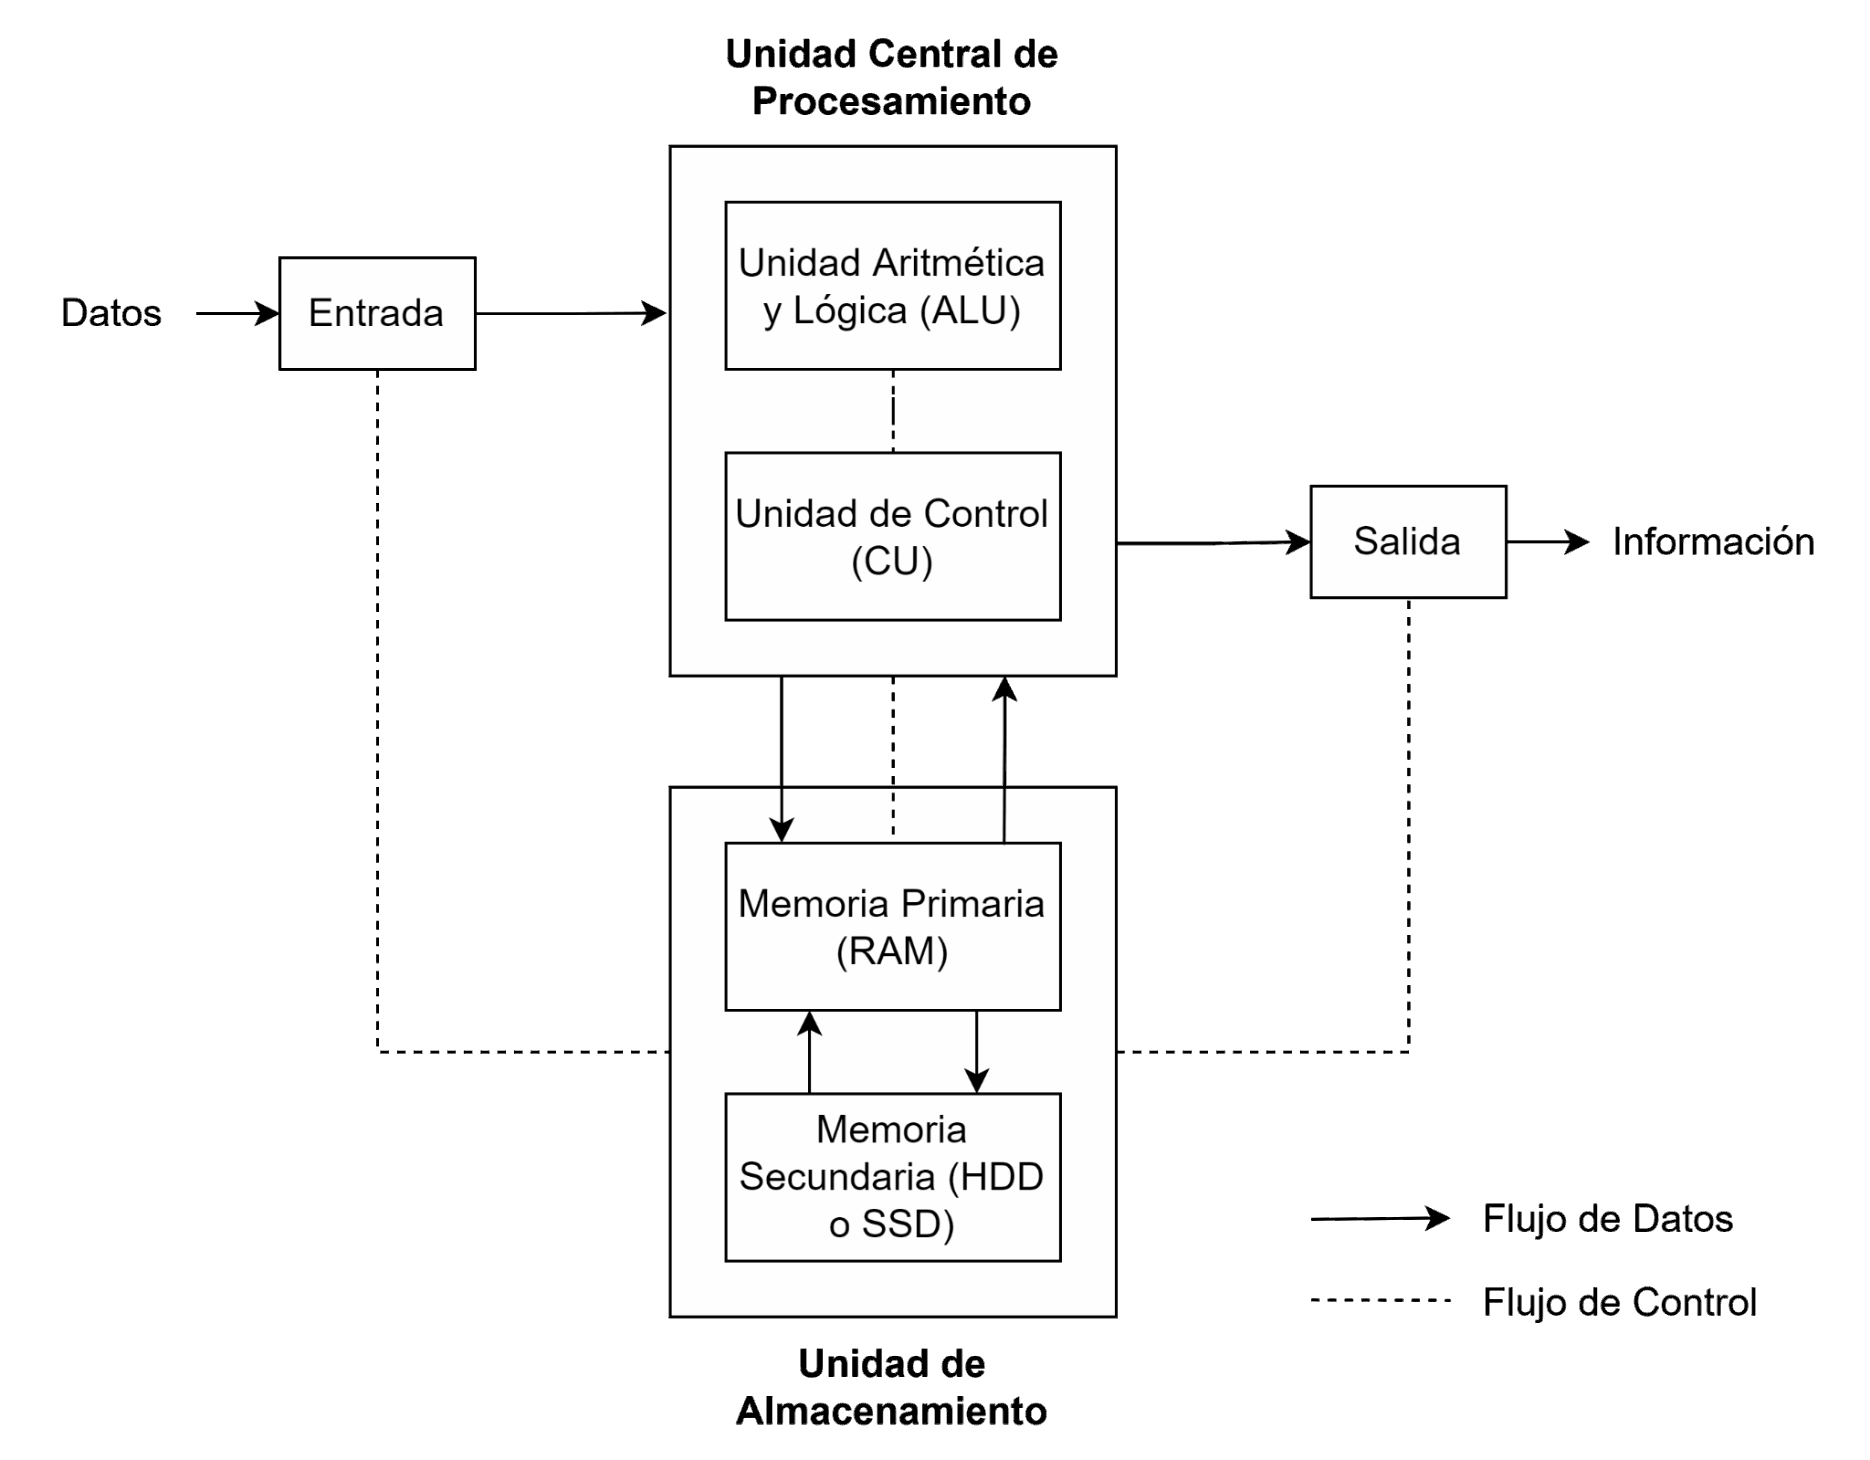 Unidad Central de
Procesamiento
Unidad Aritmética
y Lógica (ALU)
Datos
Entrada
Unidad de Control
(CU)
Salida
Información
Memoria Primaria
(RAM)
Memoria
Secundaria (HDD
o SSD)
Flujo de Datos
Flujo de Control
Unidad de
Almacenamiento